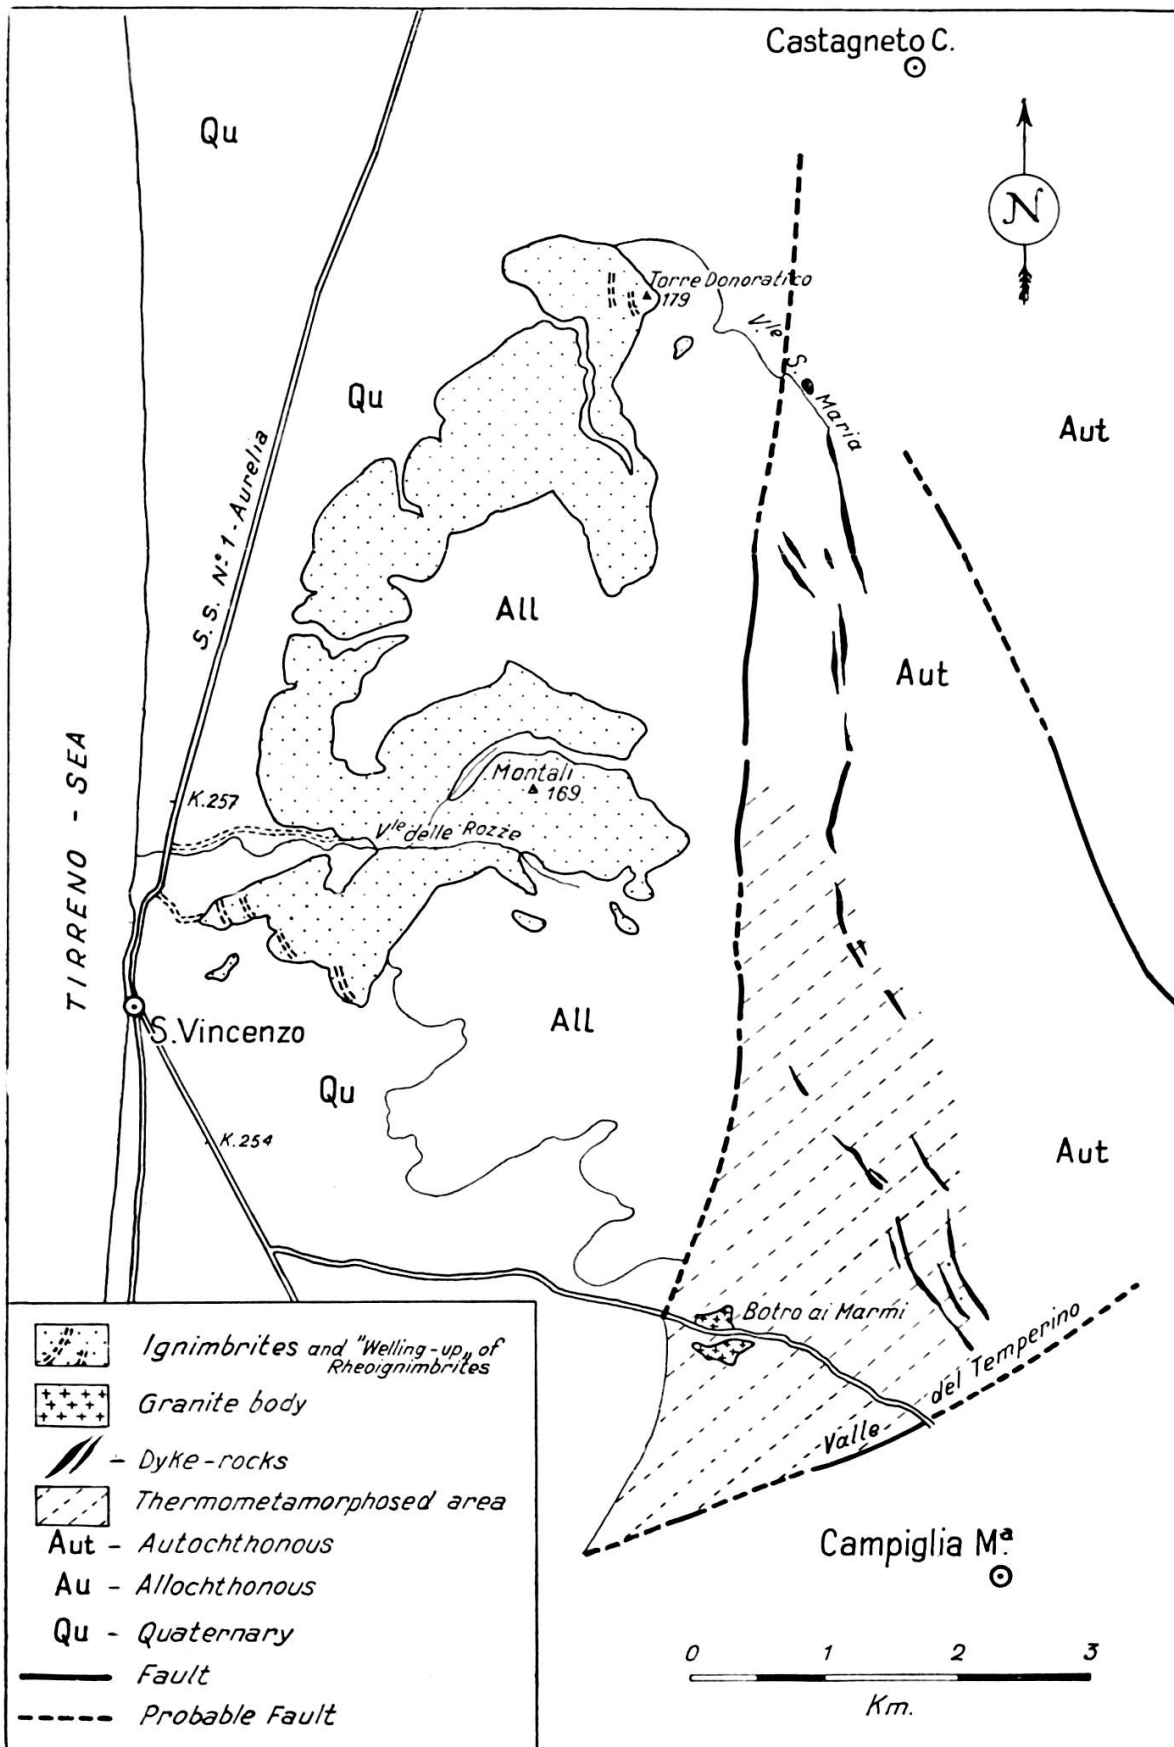 Castagneto C.
Qu
N
Torre Donoratico
179
V.le S. Maria
Qu
Aut
S.S. N° 1 - Aurelia
All
Aut
TIRRENO - SEA
Montali
169
K.257
V.le delle Rozze
S.Vincenzo
All
Qu
K.254
Aut
Botro ai Marmi
Valle del Temperino
Campiglia M.a
Ignimbrites and "Welling-up„ of
Rheoignimbrites
Granite body
- Dyke-rocks
Thermometamorphosed area
Aut - Autochthonous
Au - Allochthonous
Qu - Quaternary
Fault
Probable Fault
0 1 2 3
Km.